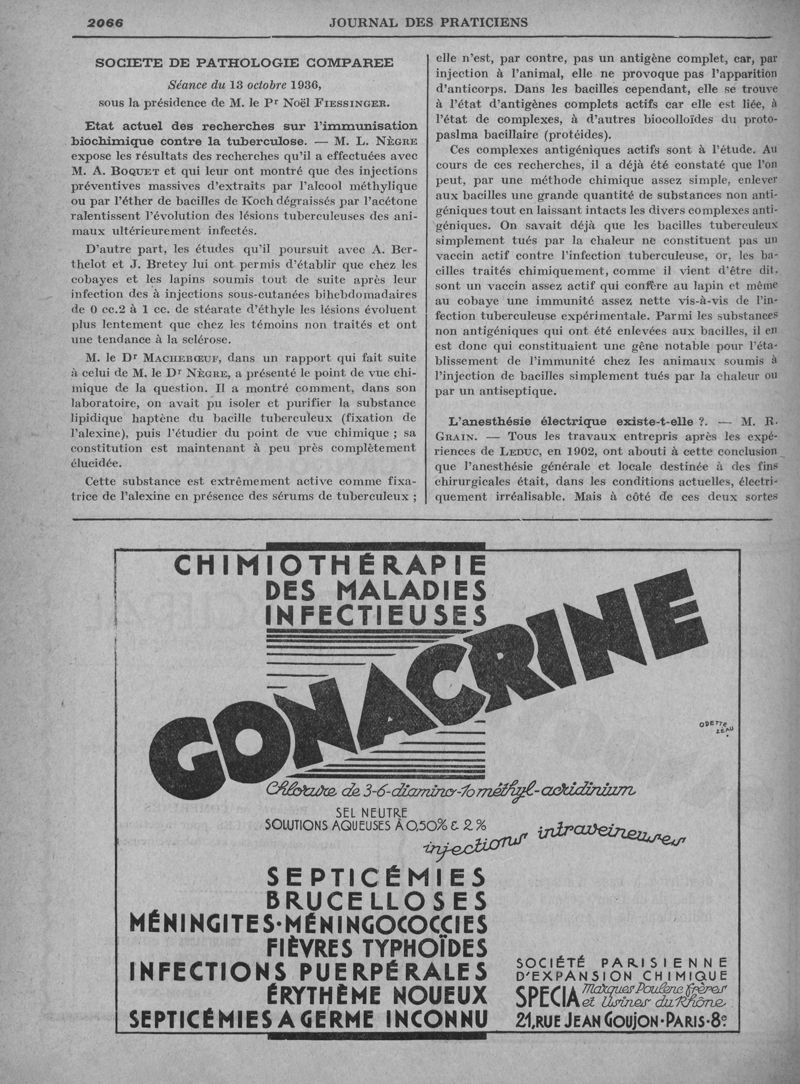 2066
JOURNAL DES PRATICIENS
SOCIETE DE PATHOLOGIE COMPAREE
Séance du 13 octobre 1936,
sous la présidence de M. le Pr Noël FIESSINGER.
Etat actuel des recherches sur l'immunisation
biochimique contre la tuberculose. — M. L. NÈGRE
expose les résultats des recherches qu'il a effectuées avec
M. A. BOQUET et qui leur ont montré que des injections
préventives massives d'extraits par l'alcool méthylique
ou par l'éther de bacilles de Koch dégraissés par l'acétone
ralentissent l'évolution des lésions tuberculeuses des ani-
maux ultérieurement infectés.
D'autre part, les études qu'il poursuit avec A. Ber-
thelot et J. Bretey lui ont permis d'établir que chez les
cobayes et les lapins soumis tout de suite après leur
infection des à injections sous-cutanées bihebdomadaires
de 0 cc.2 à 1 cc. de stéarate d'éthyle les lésions évoluent
plus lentement que chez les témoins non traités et ont
une tendance à la sclérose.
M. le Dr MACHEBŒUF, dans un rapport qui fait suite
à celui de M. le Dr NÈGRE, a présenté le point de vue chi-
mique de la question. Il a montré comment, dans son
laboratoire, on avait pu isoler et purifier la substance
lipidique haptène du bacille tuberculeux (fixation de
l'alexine), puis l'étudier du point de vue chimique ; sa
constitution est maintenant à peu près complètement
élucidée.
Cette substance est extrêmement active comme fixa-
trice de l'alexine en présence des sérums de tuberculeux ;
elle n'est, par contre, pas un antigène complet, car, par
injection à l'animal, elle ne provoque pas l'apparition
d'anticorps. Dans les bacilles cependant, elle se trouve
à l'état d'antigènes complets actifs car elle est liée, à
l'état de complexes, à d'autres biocolloïdes du proto-
paslma bacillaire (protéides).
Ces complexes antigéniques actifs sont à l'étude. Au
cours de ces recherches, il a déjà été constaté que l'on
peut, par une méthode chimique assez simple, enlever
aux bacilles une grande quantité de substances non anti-
géniques tout en laissant intacts les divers complexes anti-
géniques. On savait déjà que les bacilles tuberculeux
simplement tués par la chaleur ne constituent pas un
vaccin actif contre l'infection tuberculeuse, or, les ba-
cilles traités chimiquement, comme il vient d'être dit,
sont un vaccin assez actif qui confère au lapin et même
au cobaye une immunité assez nette vis-à-vis de l'in-
fection tuberculeuse expérimentale. Parmi les substances
non antigéniques qui ont été enlevées aux bacilles, il en
est donc qui constituaient une gêne notable pour l'éta-
blissement de l'immunité chez les animaux soumis à
l'injection de bacilles simplement tués par la chaleur ou
par un antiseptique.
L'anesthésie électrique existe-t-elle ?. — M. R.
GRAIN. — Tous les travaux entrepris après les expé-
riences de LEDUC, en 1902, ont abouti à cette conclusion
que l'anesthésie générale et locale destinée à des fins
chirurgicales était, dans les conditions actuelles, électri-
quement irréalisable. Mais à côté de ces deux sortes
CHIMIOTHÉRAPIE
DES MALADIES
INFECTIEUSES
GONACRINE
ODETTE
ZÉAU
Chlorure de 3-6-diamino-10 méthyl-acridinium
SEL NEUTRE
SOLUTIONS AQUEUSES À 0,50% & 2%
injections intraveineuses
SEPTICÉMIES
BRUCELLOSES
MÉNINGITES·MÉNINGOCOCCIES
FIÈVRES TYPHOÏDES
INFECTIONS PUERPÉRALES
ÉRYTHÈME NOUEUX
SEPTICÉMIES A GERME INCONNU
SOCIÉTÉ PARISIENNE
D'EXPANSION CHIMIQUE
SPECIA Marques Poulenc frères
et Usines du Rhône
21, RUE JEAN GOUJON·PARIS·8e